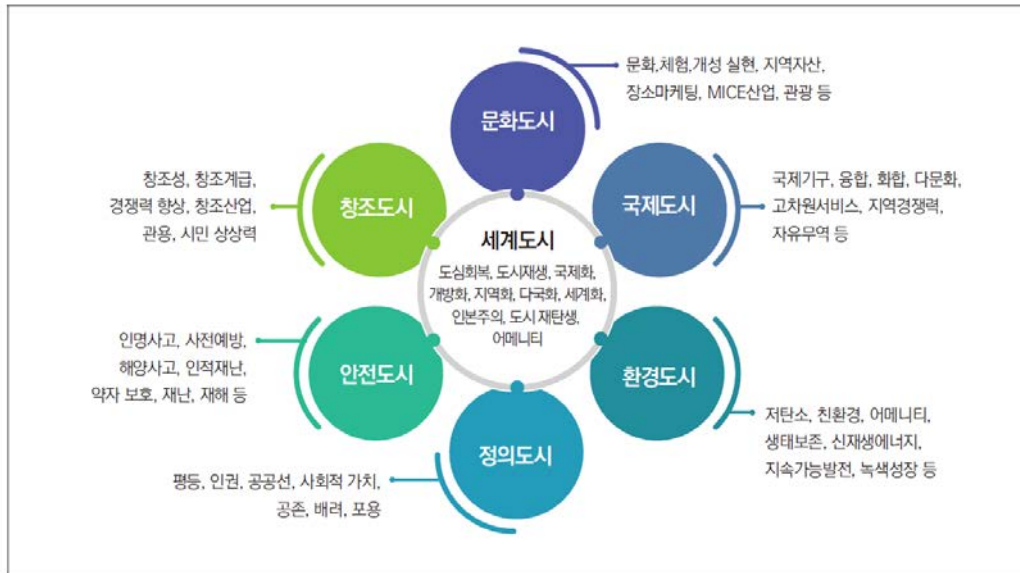 문화도시
문화,체험,개성 실현, 지역자산,
장소마케팅, MICE산업, 관광 등
국제도시
국제기구, 융합, 화합, 다문화,
고차원서비스, 지역경쟁력,
자유무역 등
환경도시
저탄소, 친환경, 어메니티,
생태보존, 신재생에너지,
지속가능발전, 녹색성장 등
정의도시
평등, 인권, 공공선, 사회적 가치,
공존, 배려, 포용
안전도시
인명사고, 사전예방,
해양사고, 인적재난,
약자 보호, 재난, 재해 등
창조도시
창조성, 창조계급,
경쟁력 향상, 창조산업,
관용, 시민 상상력
세계도시
도심회복, 도시재생, 국제화,
개방화, 지역화, 다국화, 세계화,
인본주의, 도시 재탄생,
어메니티